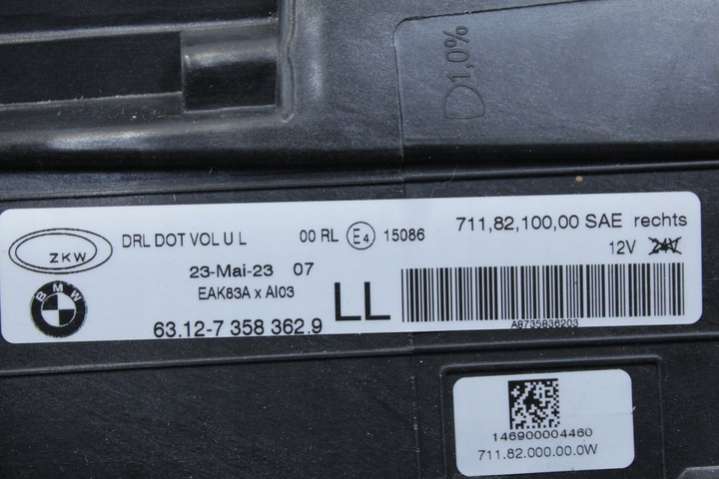 1,0%
DRL DOT VOL U L 00 RL E4 15086 711,82,100,00 SAE rechts
ZKW
12V 24V
23-Mai-23 07
EAK83A x AI03
LL
BMW
63.12-7 358 362.9
A8735836203
146900004460
711.82.000.00.0W